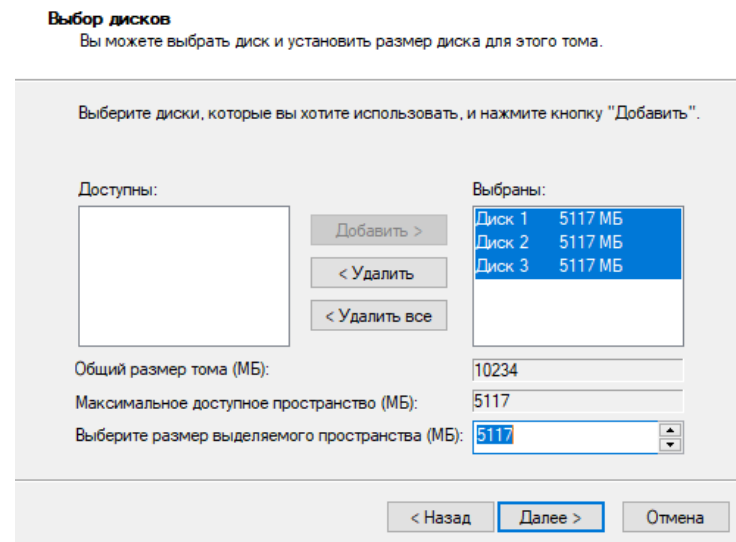 Выбор дисков
Вы можете выбрать диск и установить размер диска для этого тома.
Выберите диски, которые вы хотите использовать, и нажмите кнопку "Добавить".
Доступны:
Выбраны:
Добавить >
< Удалить
< Удалить все
Диск 1 5117 МБ
Диск 2 5117 МБ
Диск 3 5117 МБ
Общий размер тома (МБ): 10234
Максимальное доступное пространство (МБ): 5117
Выберите размер выделяемого пространства (МБ): 5117
< Назад Далее > Отмена